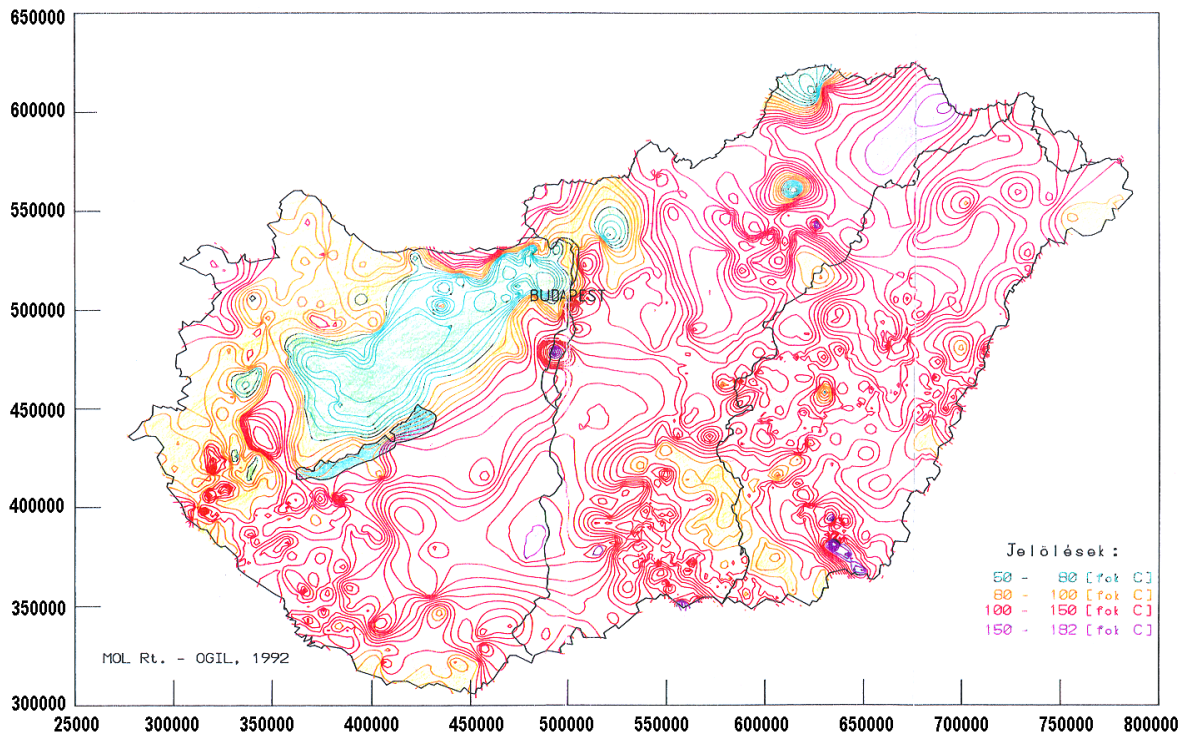 650000
600000
550000
500000
450000
400000
350000
300000
BUDAPEST
Jelölések :
50 - 80 [fok C]
80 - 100 [fok C]
100 - 150 [fok C]
150 - 182 [fok C]
MOL Rt. - OGIL, 1992
25000 300000 350000 400000 450000 500000 550000 600000 650000 700000 750000 800000